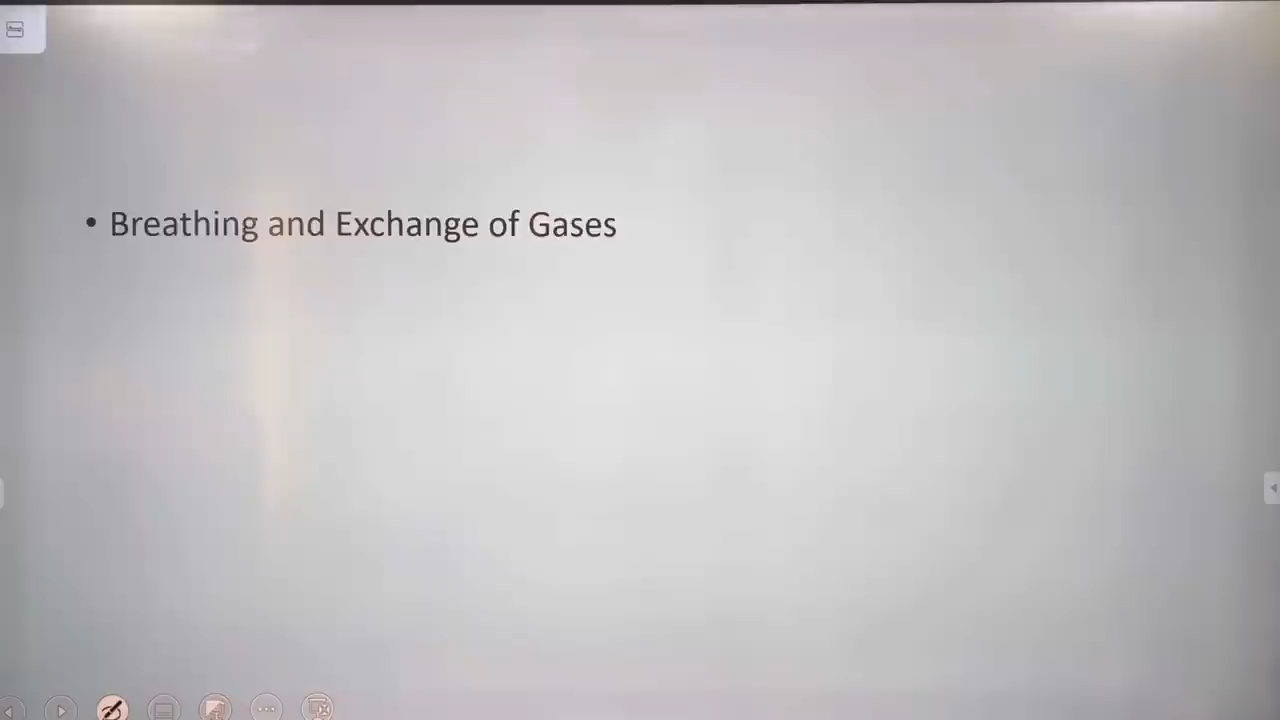 • Breathing and Exchange of Gases